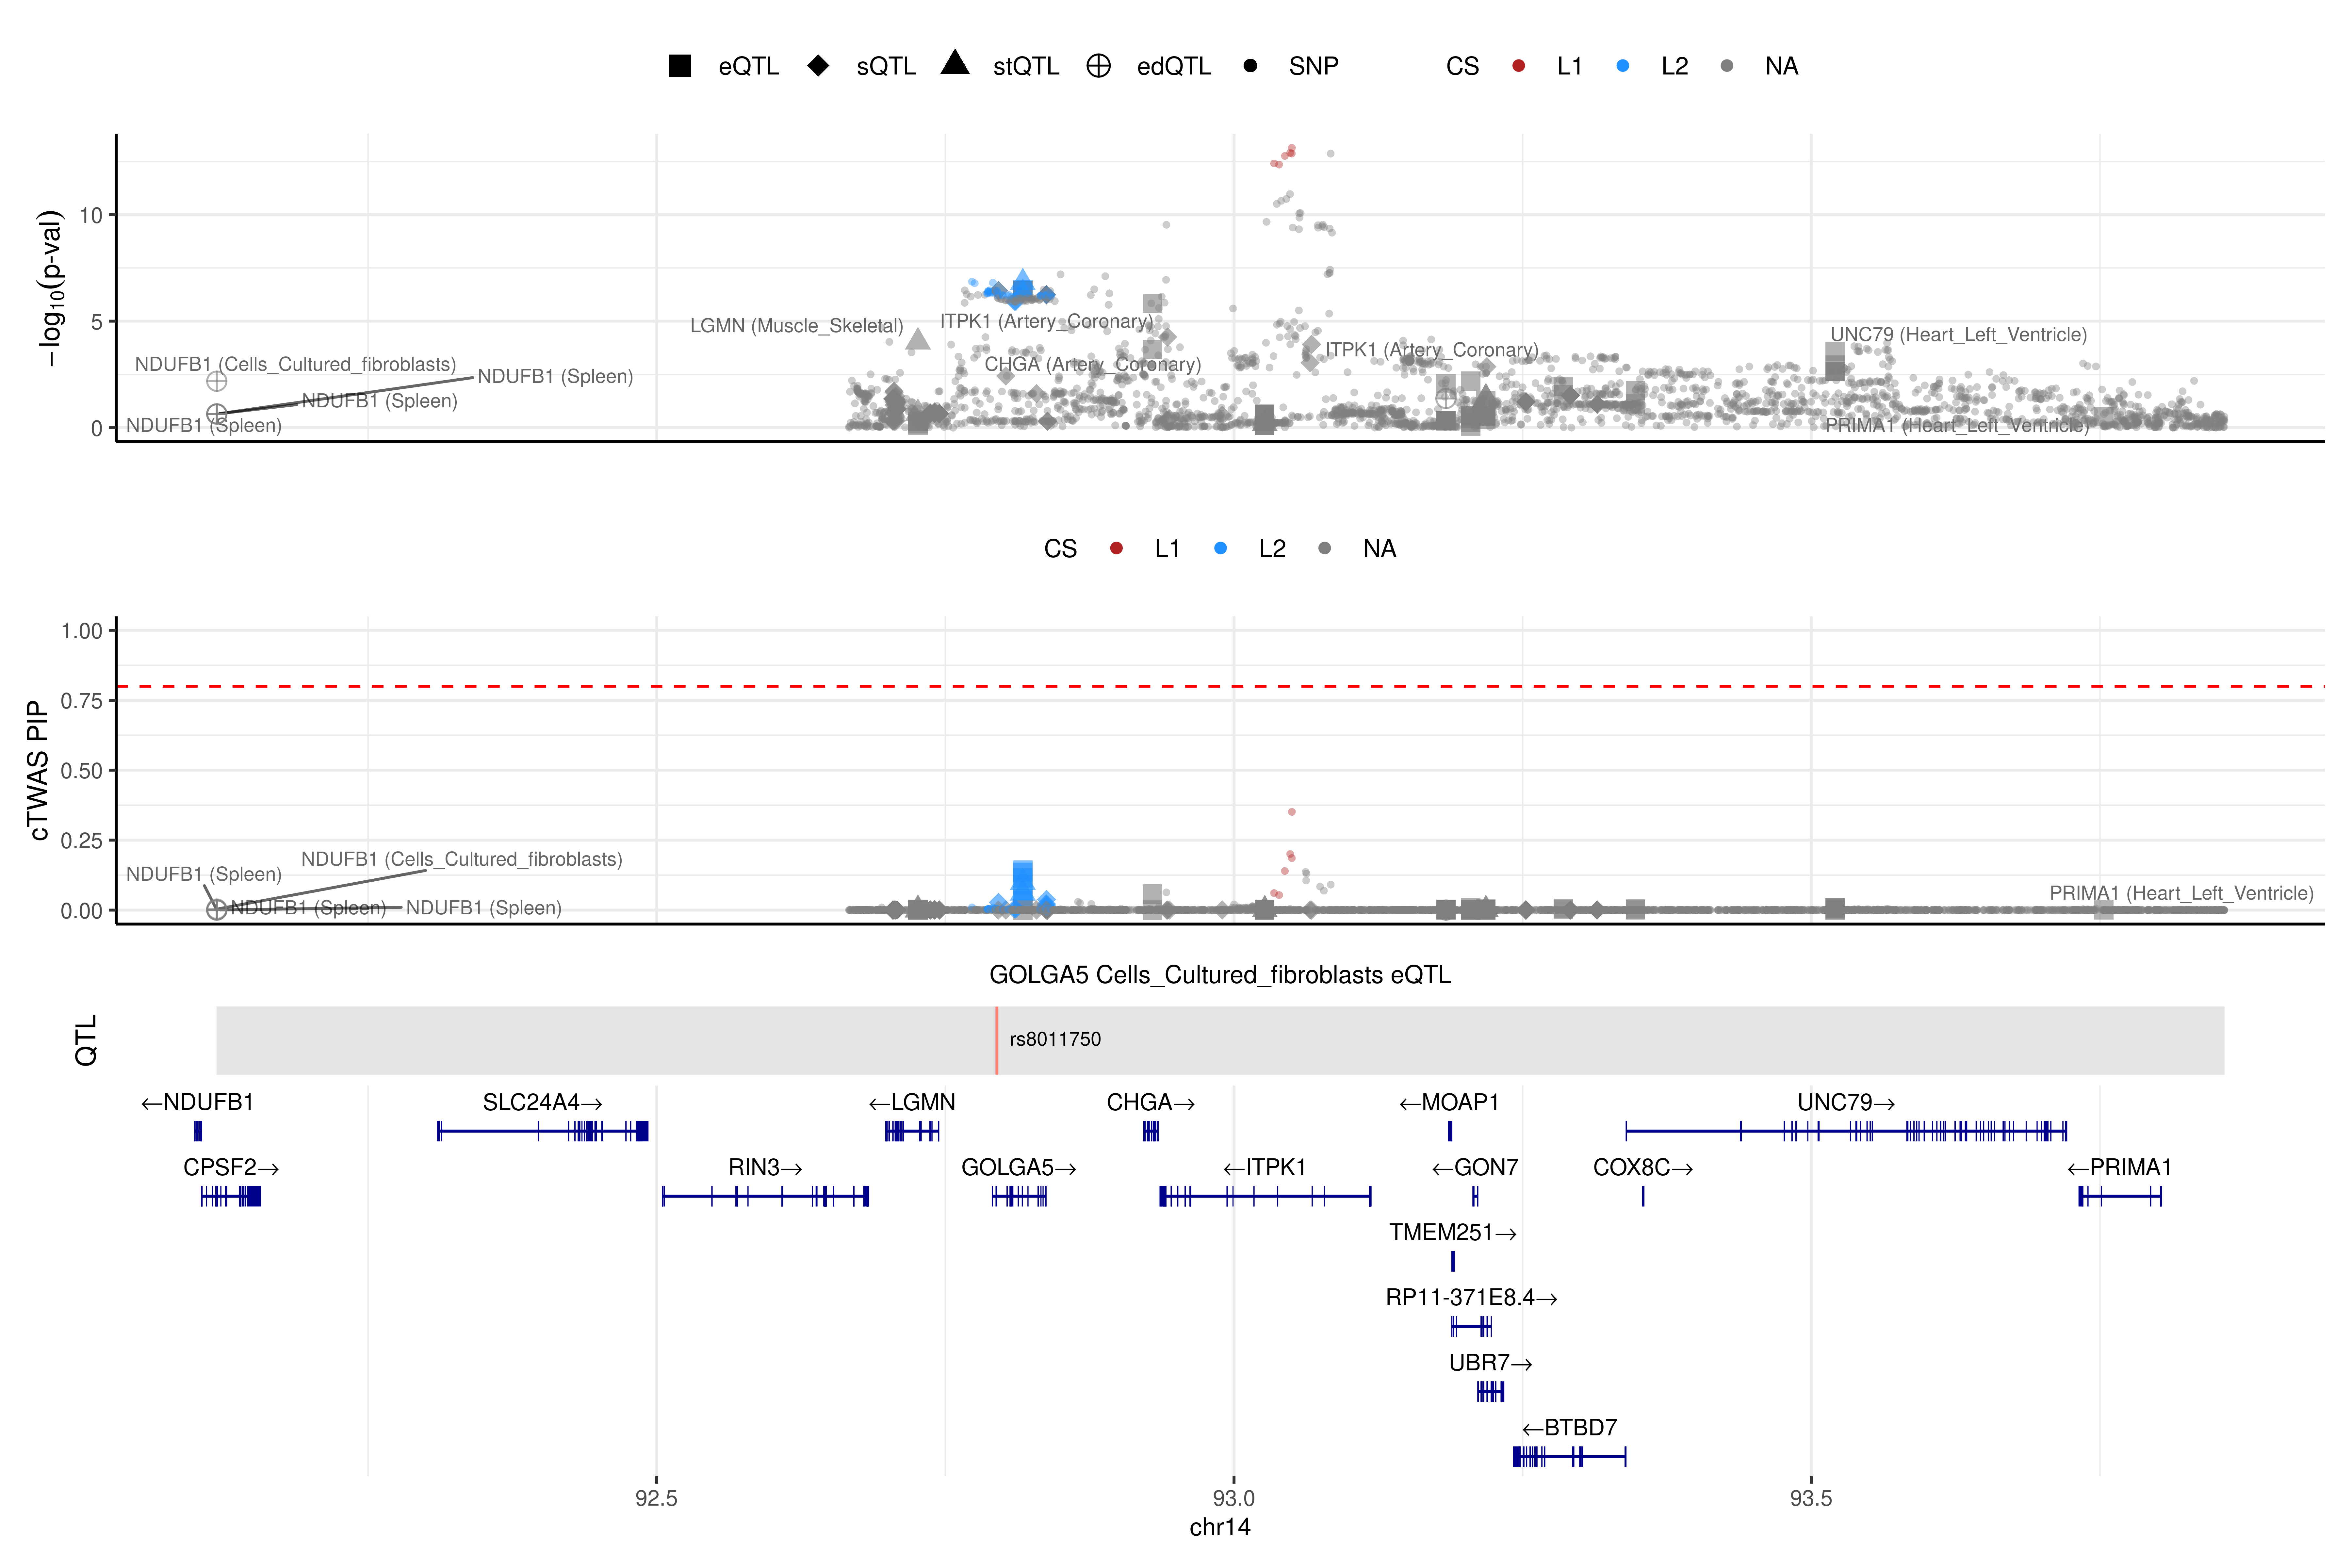 eQTL sQTL stQTL edQTL SNP CS L1 L2 NA
−log10(p-val)
10
5
0
LGMN (Muscle_Skeletal)
ITPK1 (Artery_Coronary)
UNC79 (Heart_Left_Ventricle)
ITPK1 (Artery_Coronary)
NDUFB1 (Cells_Cultured_fibroblasts)
CHGA (Artery_Coronary)
NDUFB1 (Spleen)
NDUFB1 (Spleen)
NDUFB1 (Spleen)
PRIMA1 (Heart_Left_Ventricle)
CS L1 L2 NA
cTWAS PIP
1.00
0.75
0.50
0.25
0.00
NDUFB1 (Cells_Cultured_fibroblasts)
NDUFB1 (Spleen)
PRIMA1 (Heart_Left_Ventricle)
NDUFB1 (Spleen)
NDUFB1 (Spleen)
GOLGA5 Cells_Cultured_fibroblasts eQTL
QTL
rs8011750
←NDUFB1
SLC24A4→
←LGMN
CHGA→
←MOAP1
UNC79→
CPSF2→
RIN3→
GOLGA5→
←ITPK1
←GON7
COX8C→
←PRIMA1
TMEM251→
RP11-371E8.4→
UBR7→
←BTBD7
92.5
93.0
93.5
chr14